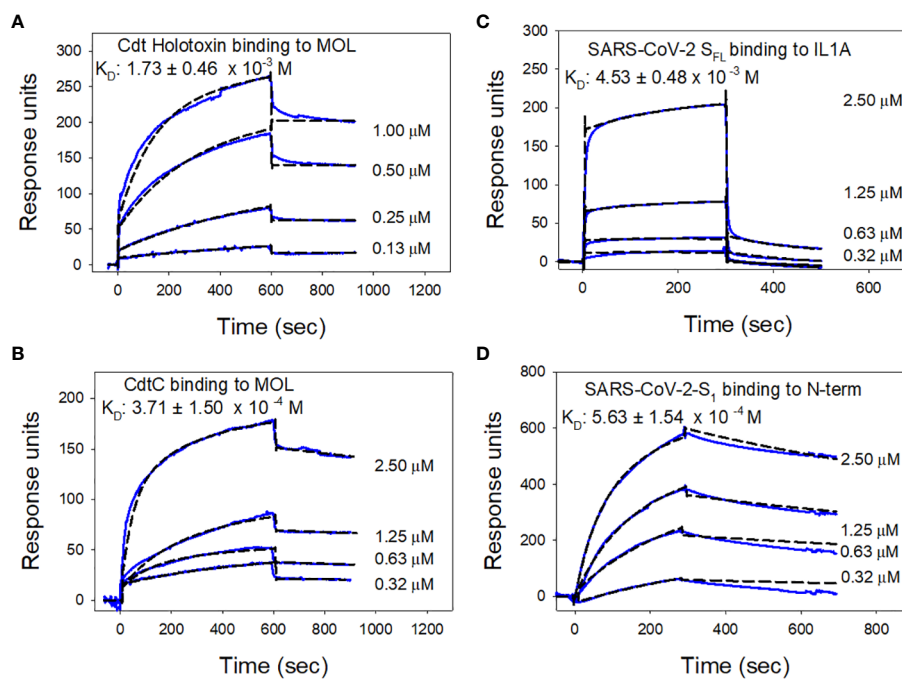 A
Cdt Holotoxin binding to MOL
K_D: 1.73 ± 0.46 x 10^-3 M
Response units
300
250
200
150
100
50
0
1.00 μM
0.50 μM
0.25 μM
0.13 μM
0 200 400 600 800 1000 1200
Time (sec)
B
CdtC binding to MOL
K_D: 3.71 ± 1.50 x 10^-4 M
Response units
200
150
100
50
0
2.50 μM
1.25 μM
0.63 μM
0.32 μM
0 200 400 600 800 1000 1200
Time (sec)
C
SARS-CoV-2 S_FL binding to IL1A
K_D: 4.53 ± 0.48 x 10^-3 M
Response units
300
250
200
150
100
50
0
2.50 μM
1.25 μM
0.63 μM
0.32 μM
0 200 400 600
Time (sec)
D
SARS-CoV-2-S_1 binding to N-term
K_D: 5.63 ± 1.54 x 10^-4 M
Response units
800
600
400
200
0
2.50 μM
1.25 μM
0.63 μM
0.32 μM
0 200 400 600 800
Time (sec)